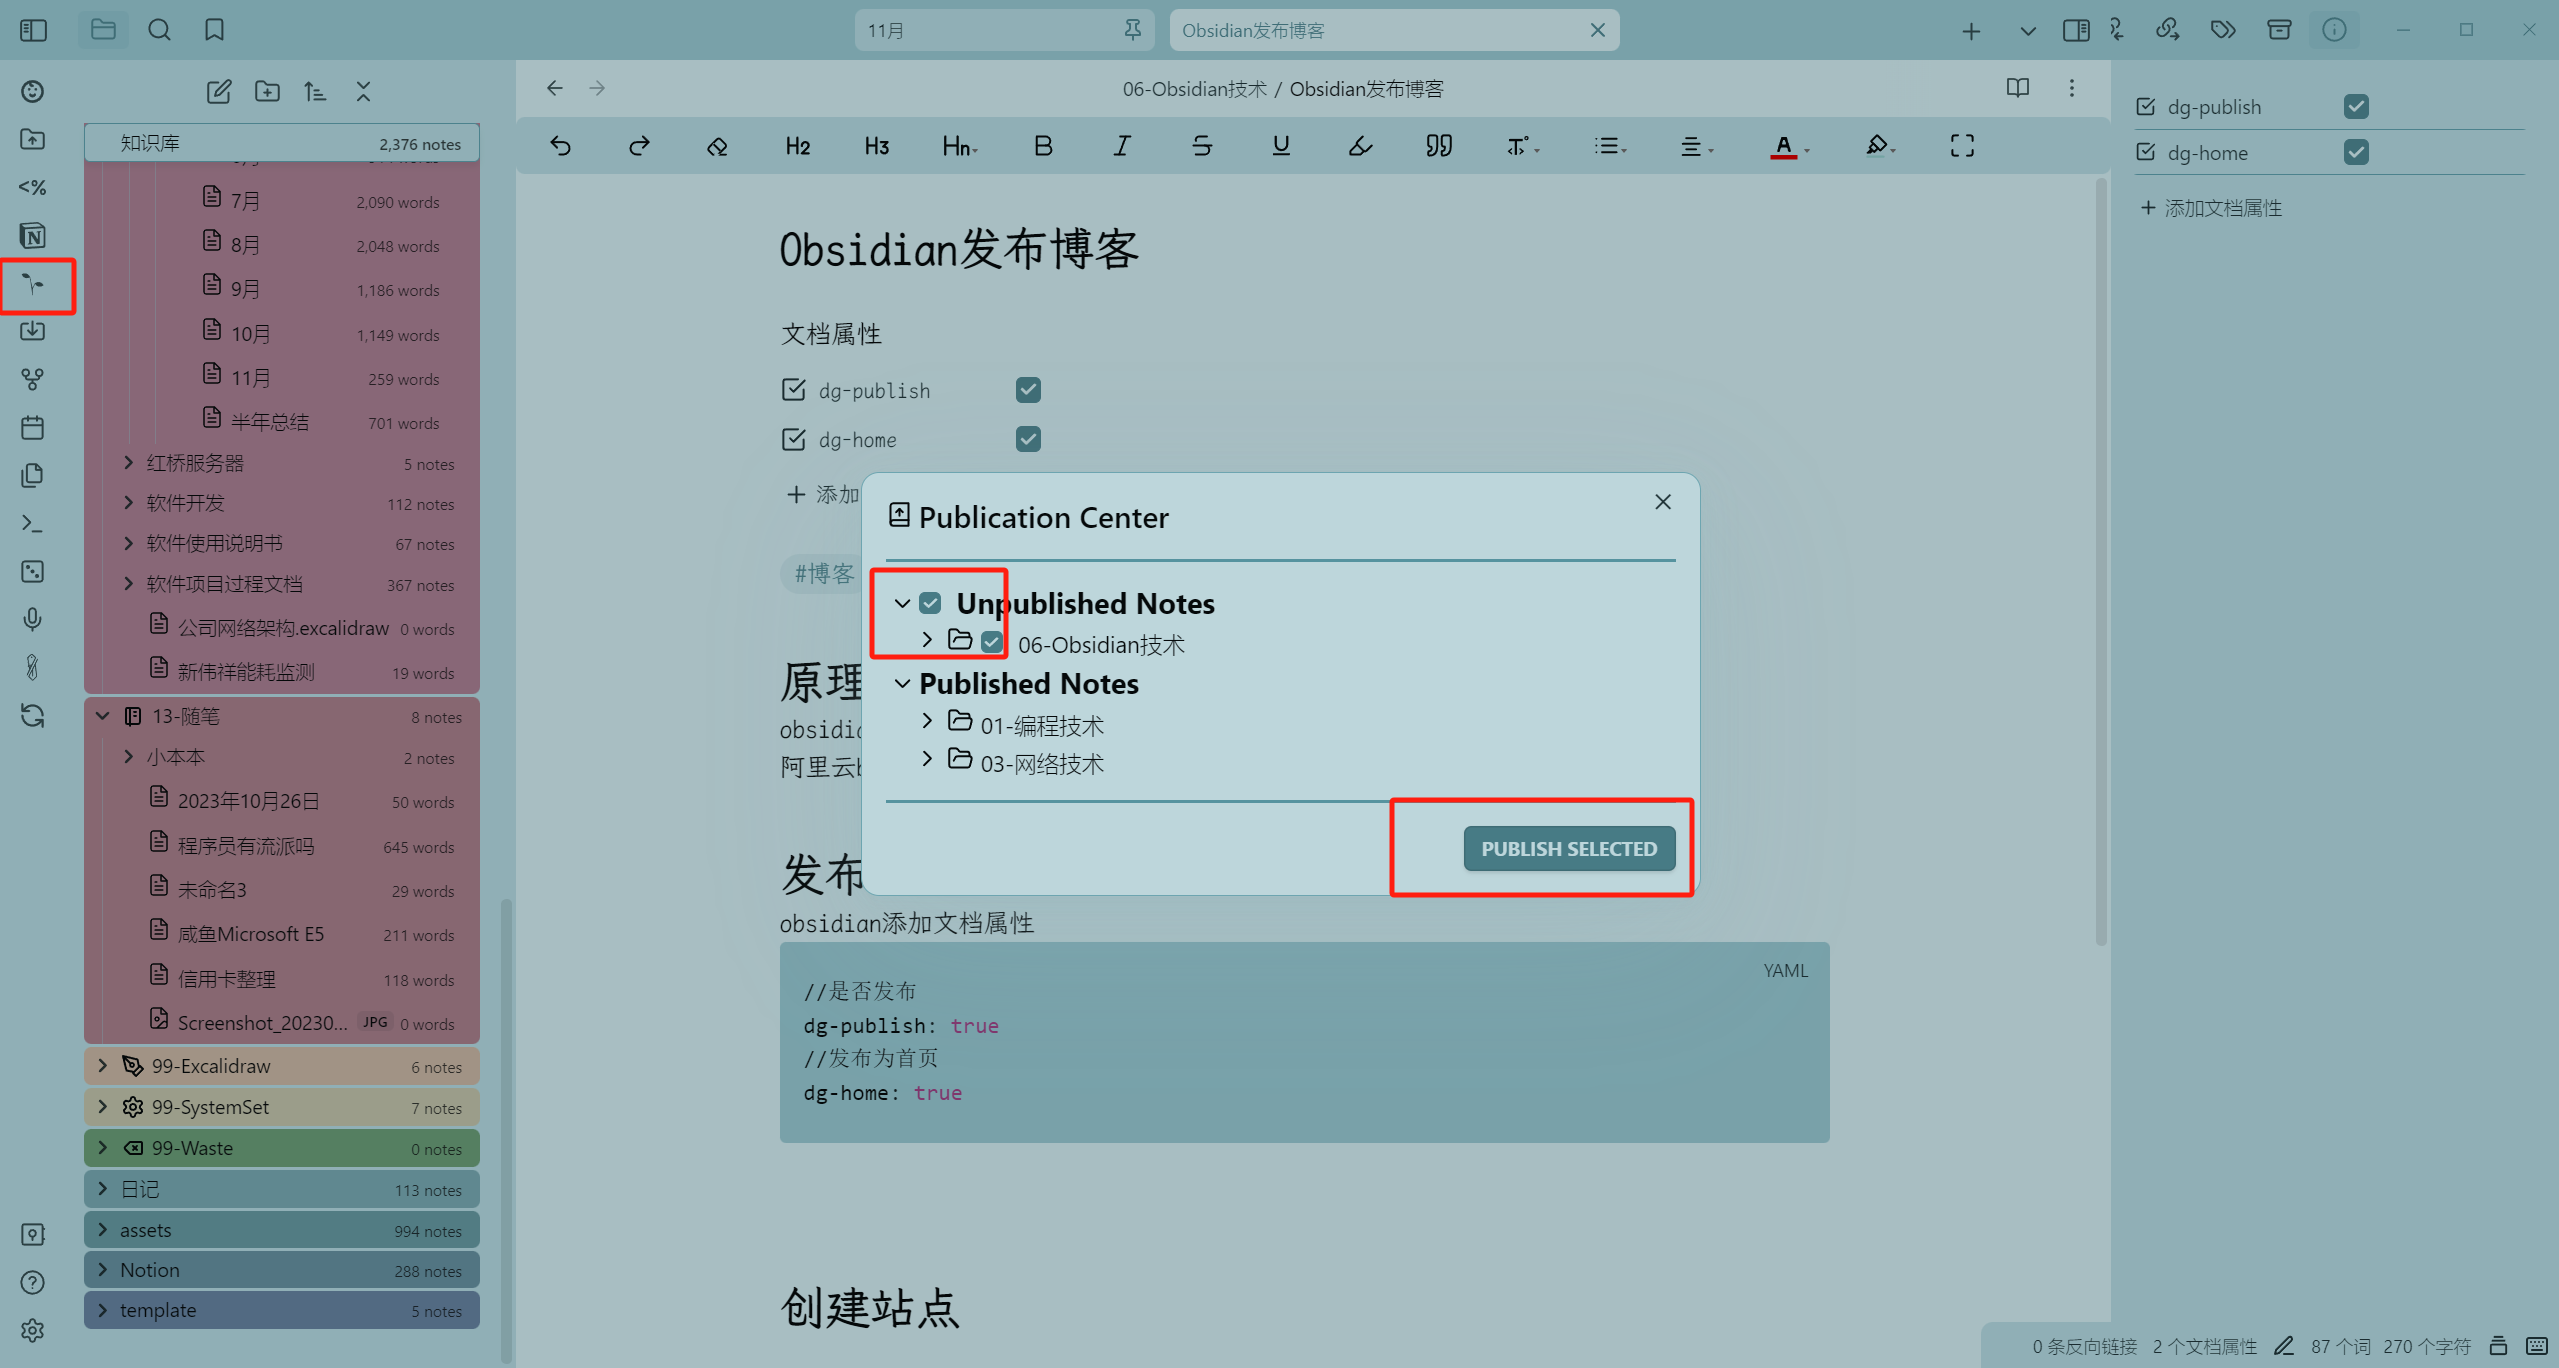 11月
Obsidian发布博客
06-Obsidian技术 / Obsidian发布博客
知识库 2,376 notes
7月 2,090 words
8月 2,048 words
9月 1,186 words
10月 1,149 words
11月 259 words
半年总结 701 words
红桥服务器 5 notes
软件开发 112 notes
软件使用说明书 67 notes
软件项目过程文档 367 notes
公司网络架构.excalidraw 0 words
新伟祥能耗监测 19 words
13-随笔 8 notes
小本本 2 notes
2023年10月26日 50 words
程序员有流派吗 645 words
未命名3 29 words
咸鱼Microsoft E5 211 words
信用卡整理 118 words
Screenshot_20230... JPG 0 words
99-Excalidraw 6 notes
99-SystemSet 7 notes
99-Waste 0 notes
日记 113 notes
assets 994 notes
Notion 288 notes
template 5 notes
H2 H3 Hn B I S U A
Obsidian发布博客
文档属性
dg-publish
dg-home
+ 添加
#博客
原理
obsidia
阿里云
发布
obsidian添加文档属性
YAML
//是否发布
dg-publish: true
//发布为首页
dg-home: true
创建站点
Publication Center
Unpublished Notes
06-Obsidian技术
Published Notes
01-编程技术
03-网络技术
PUBLISH SELECTED
dg-publish
dg-home
+ 添加文档属性
0 条反向链接 2 个文档属性 87 个词 270 个字符